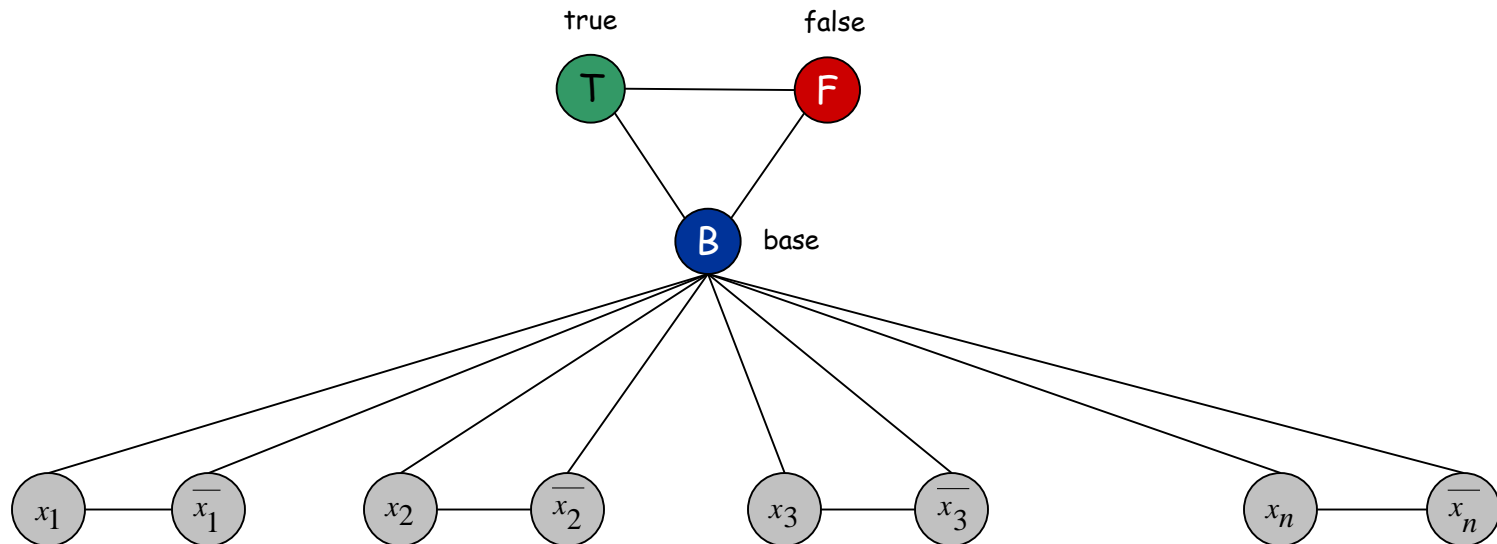 true false
T F
B base
x₁ x̅₁ x₂ x̅₂ x₃ x̅₃ xₙ x̅ₙ